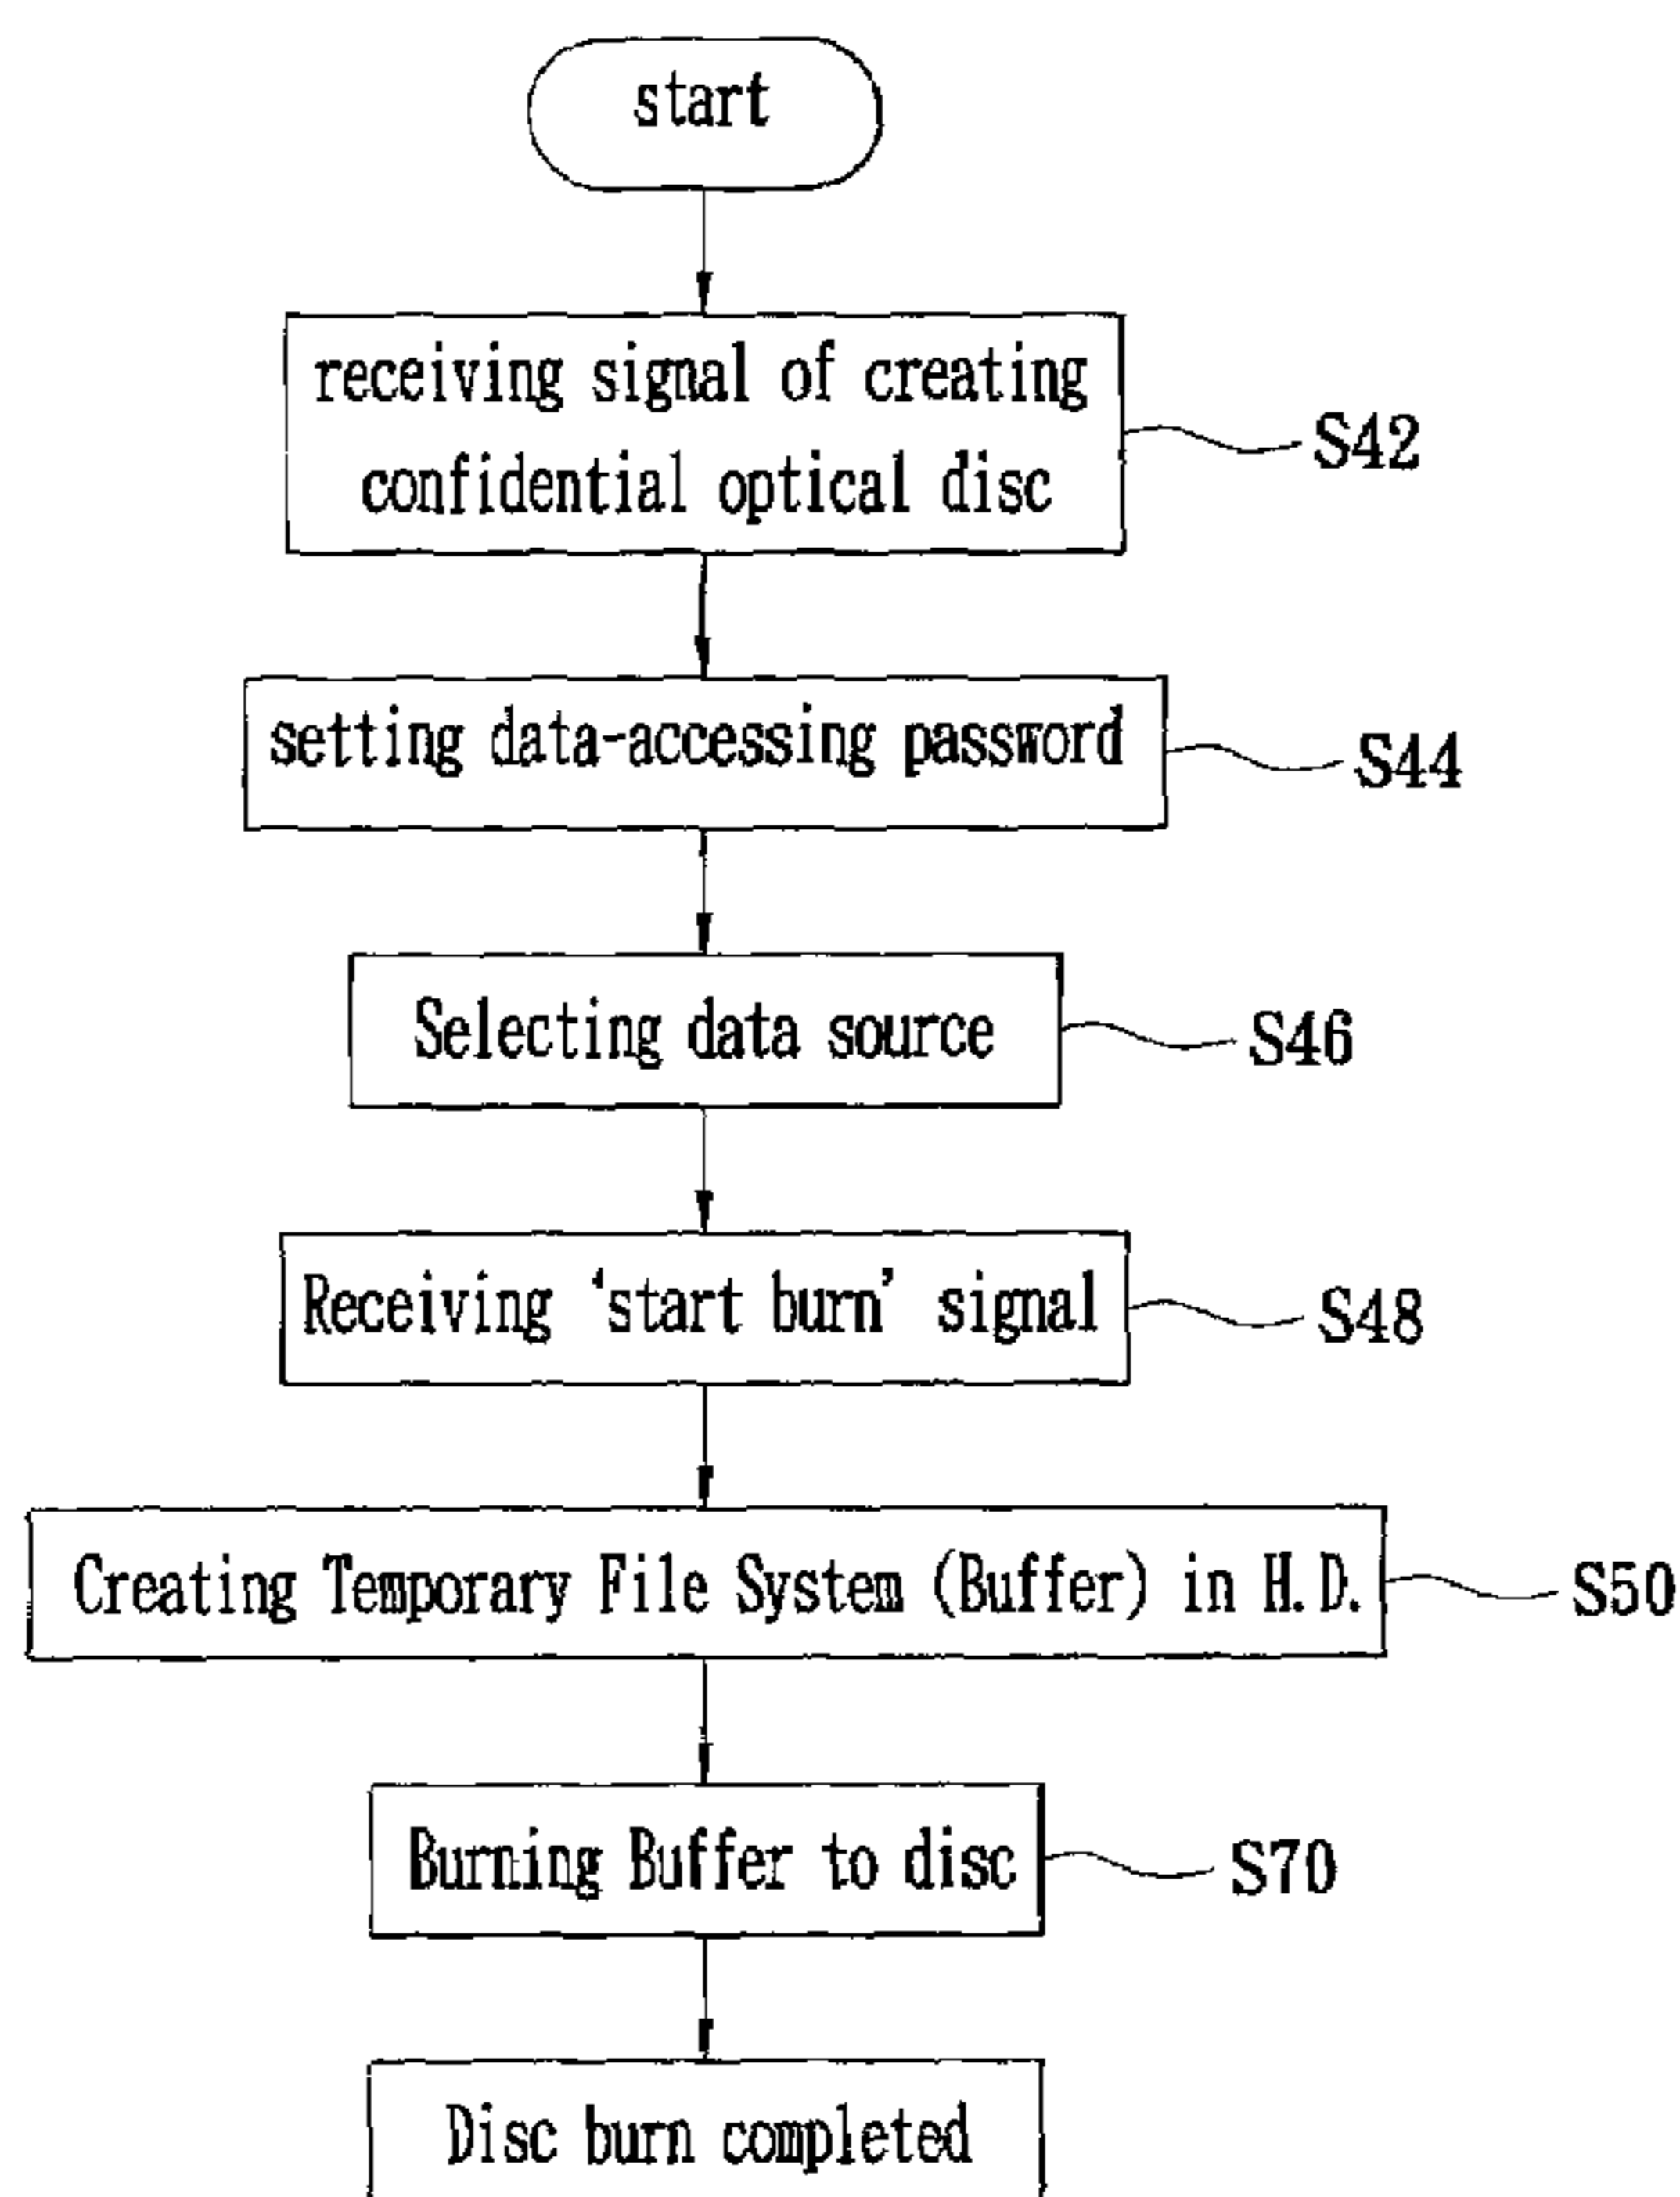 start
receiving signal of creating
confidential optical disc
S42
setting data-accessing password
S44
Selecting data source
S46
Receiving ‘start burn’ signal
S48
Creating Temporary File System (Buffer) in H.D.
S50
Burning Buffer to disc
S70
Disc burn completed